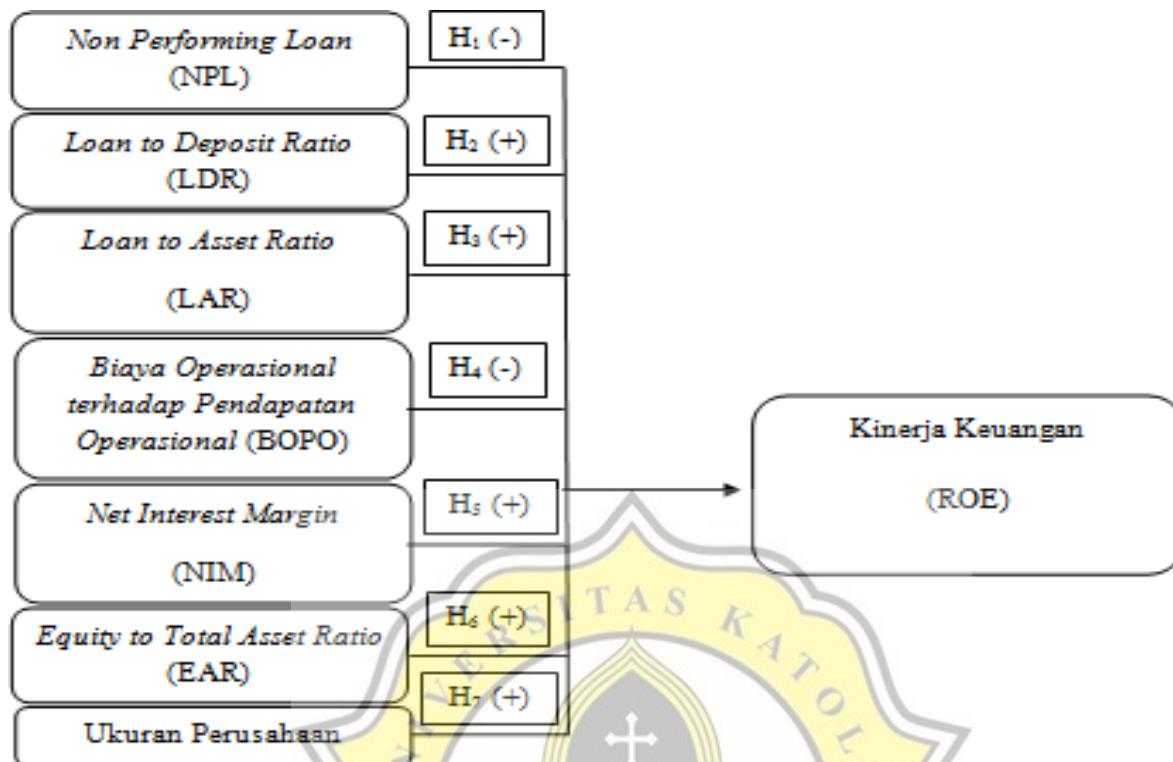 Non Performing Loan
(NPL)
H₁ (-)
Loan to Deposit Ratio
(LDR)
H₂ (+)
Loan to Asset Ratio
(LAR)
H₃ (+)
Biaya Operasional
terhadap Pendapatan
Operasional (BOPO)
H₄ (-)
Net Interest Margin
(NIM)
H₅ (+)
Equity to Total Asset Ratio
(EAR)
H₆ (+)
Ukuran Perusahaan
H₇ (+)
Kinerja Keuangan
(ROE)
NIVERSITAS KATOL